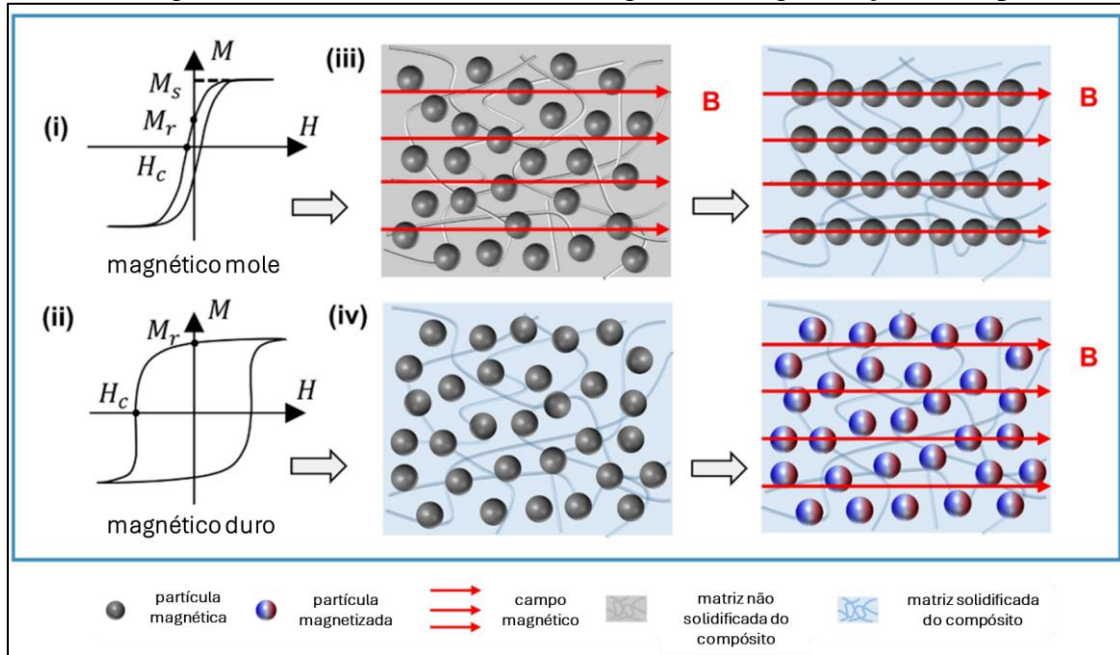 (i)
M
M_s
M_r
H
H_c
magnético mole
(iii)
B
B
(ii)
M_r
M
H_c
H
magnético duro
(iv)
B
partícula
magnética
partícula
magnetizada
campo
magnético
matriz não
solidificada do
compósito
matriz solidificada
do compósito